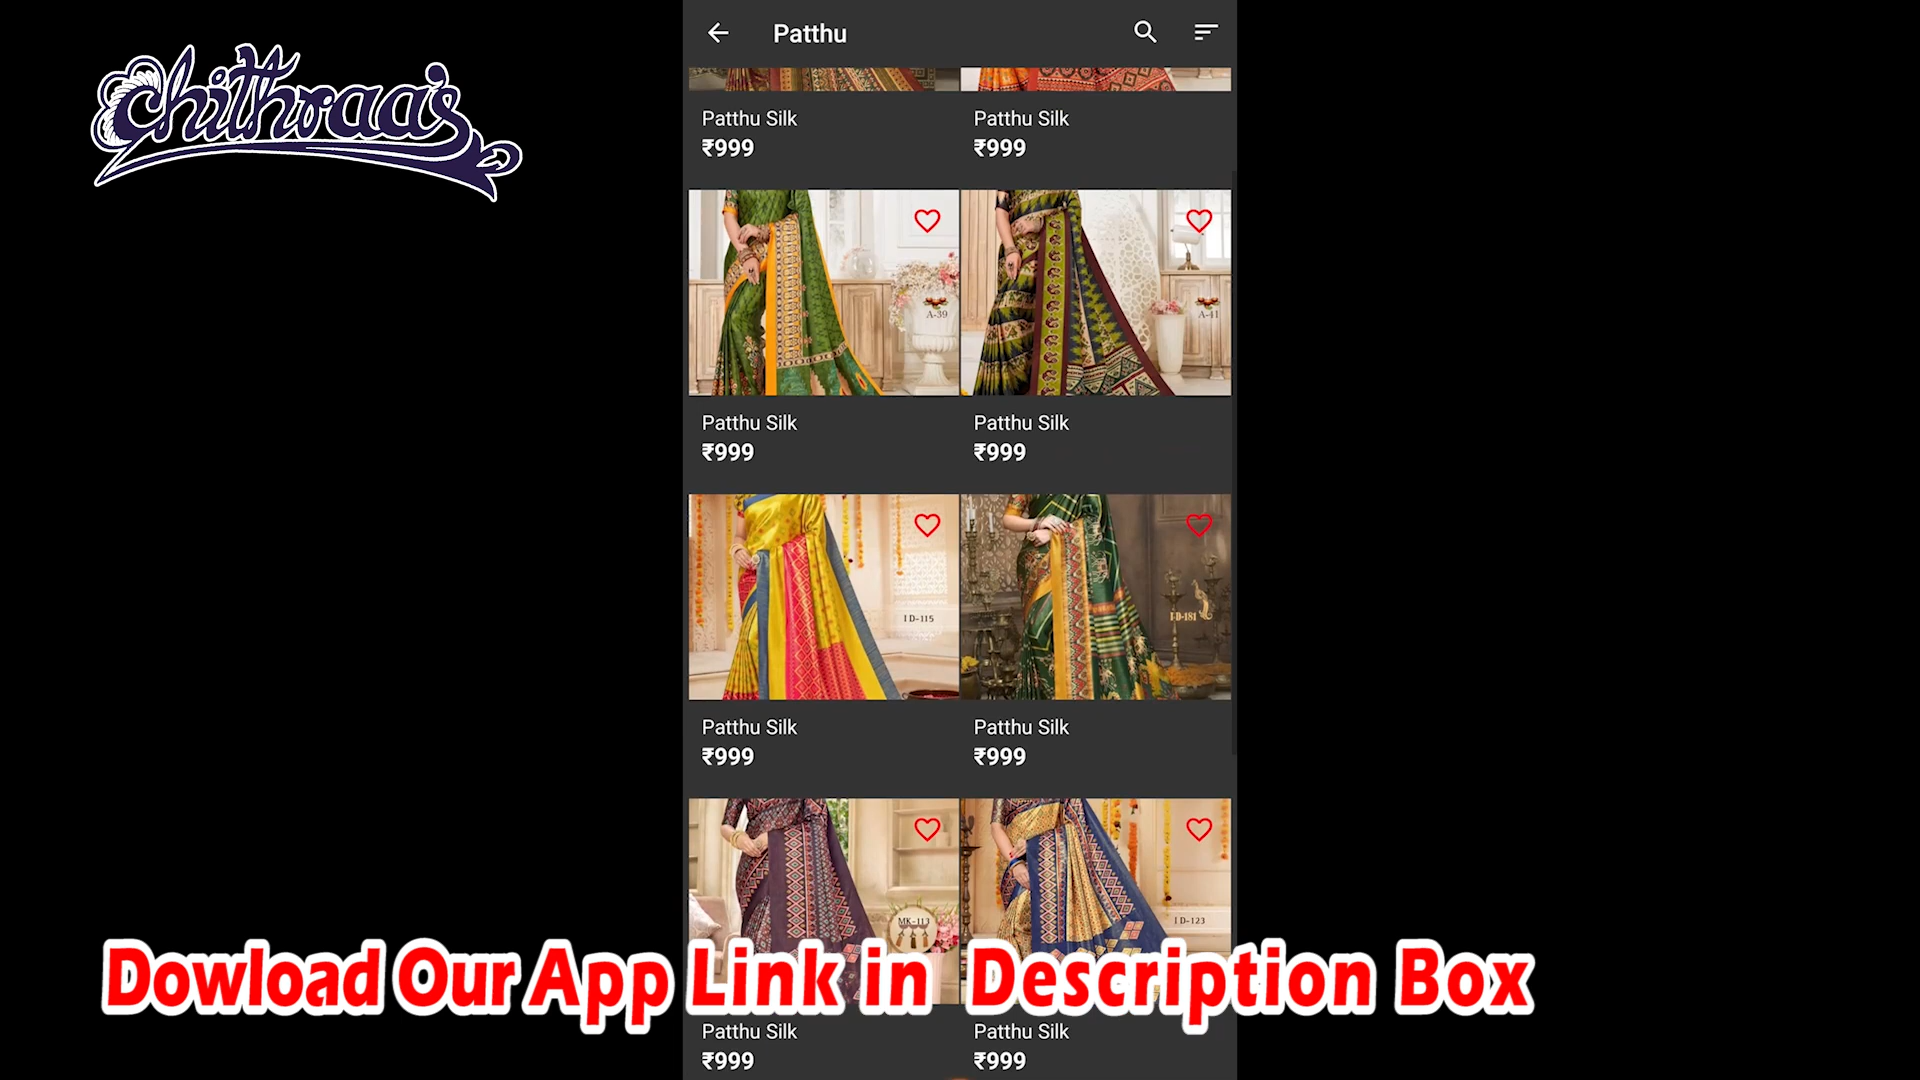 chithraa's
Patthu
Patthu Silk
₹999
Patthu Silk
₹999
A-39
A-41
Patthu Silk
₹999
Patthu Silk
₹999
ID-115
ID-181
Patthu Silk
₹999
Patthu Silk
₹999
MK-113
ID-123
Dowload Our App Link in Description Box
Patthu Silk
₹999
Patthu Silk
₹999